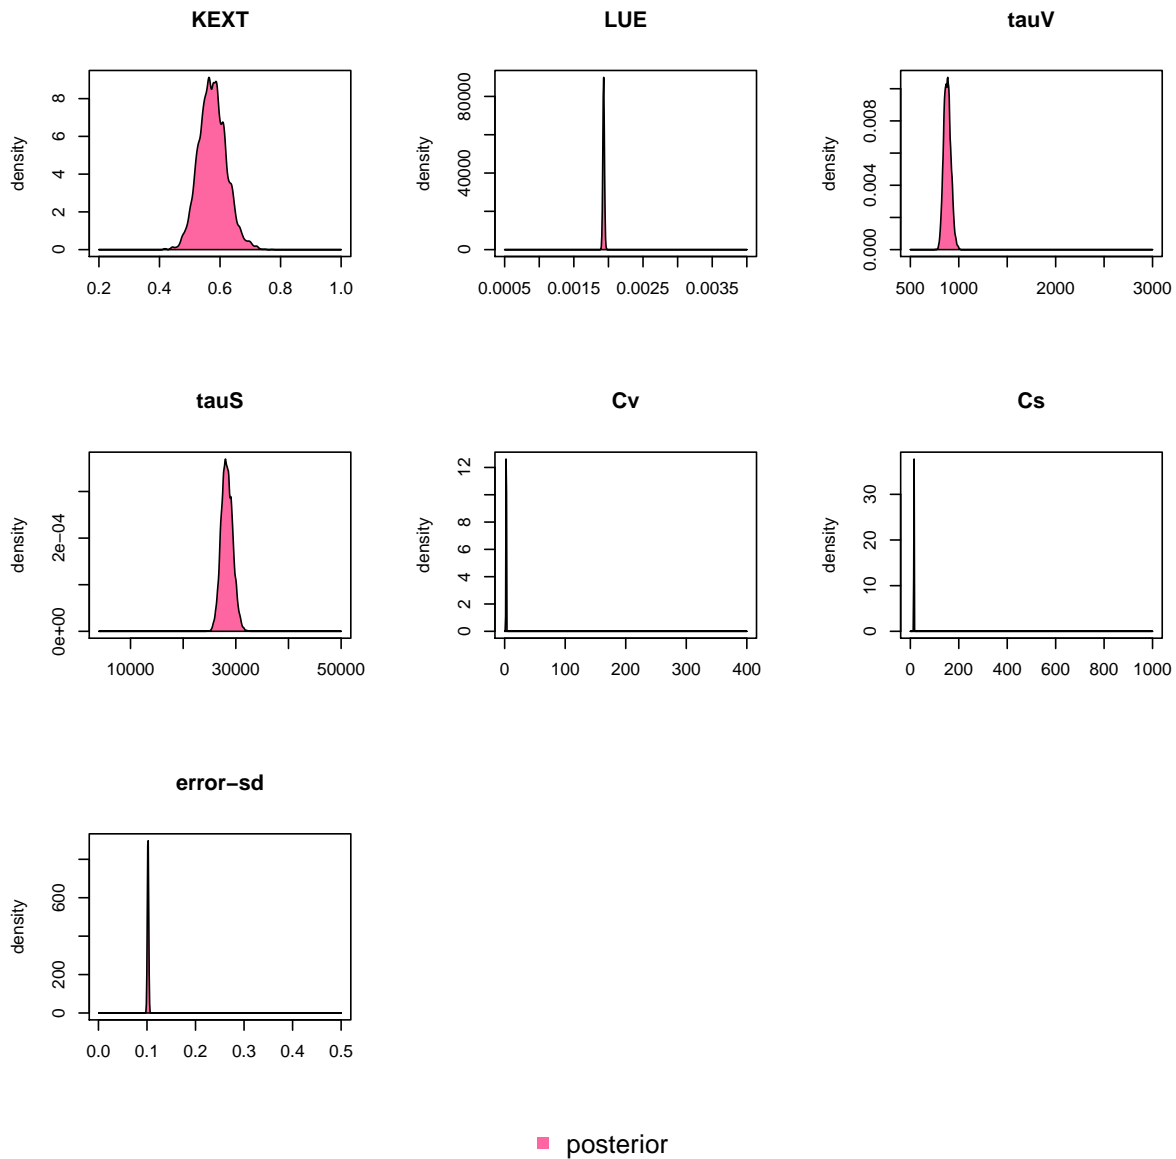 KEXT
LUE
tauV
density
0 2 4 6 8
0.2 0.4 0.6 0.8 1.0
density
0 40000 80000
0.0005 0.0015 0.0025 0.0035
density
0.000 0.004 0.008
500 1000 2000 3000
tauS
Cv
Cs
density
0e+00 2e−04
10000 30000 50000
density
0 2 4 6 8 12
0 100 200 300 400
density
0 10 20 30
0 200 400 600 800 1000
error−sd
density
0 200 600
0.0 0.1 0.2 0.3 0.4 0.5
posterior